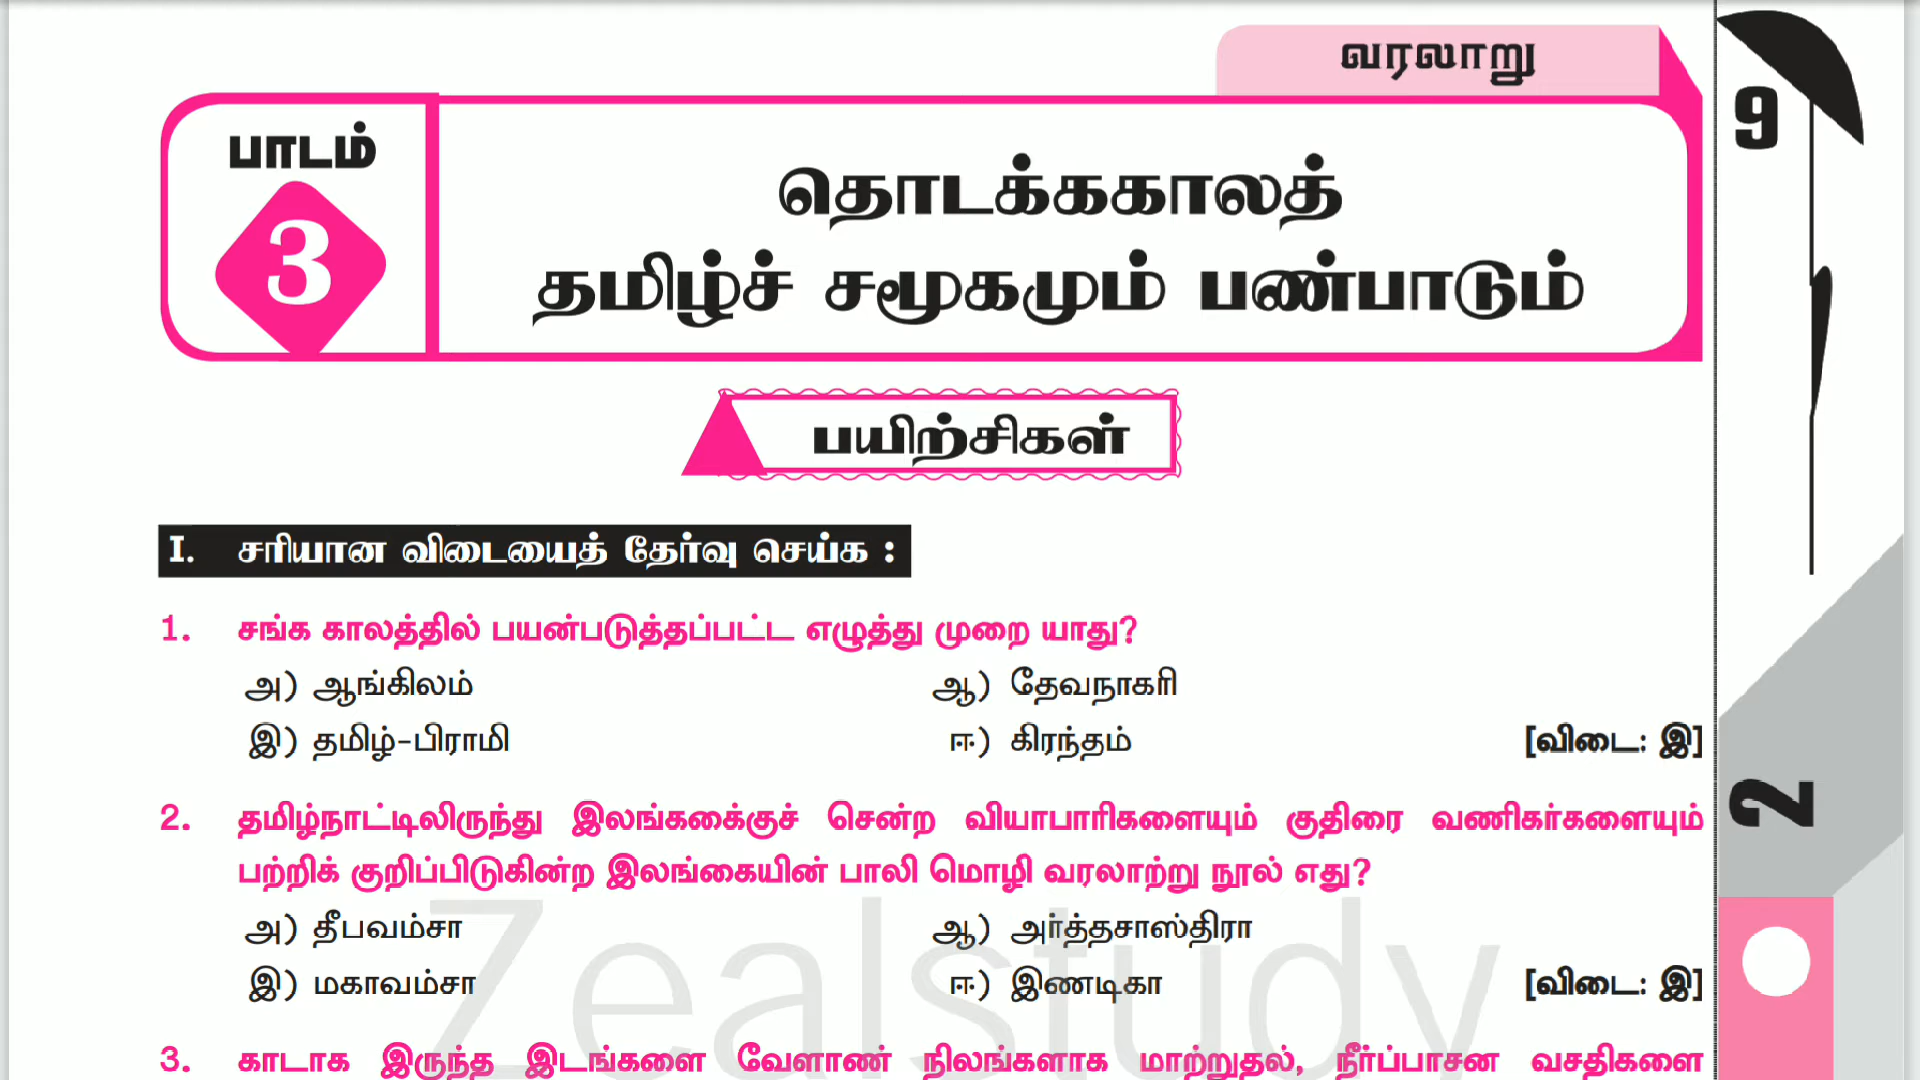 வரலாறு
9
பாடம்
3
தொடக்ககாலத்
தமிழ்ச் சமூகமும் பண்பாடும்
பயிற்சிகள்
I. சரியான விடையைத் தேர்வு செய்க :
1. சங்க காலத்தில் பயன்படுத்தப்பட்ட எழுத்து முறை யாது?
அ) ஆங்கிலம் ஆ) தேவநாகரி
இ) தமிழ்-பிராமி ஈ) கிரந்தம் [விடை: இ]
2. தமிழ்நாட்டிலிருந்து இலங்கைக்குச் சென்ற வியாபாரிகளையும் குதிரை வணிகர்களையும்
பற்றிக் குறிப்பிடுகின்ற இலங்கையின் பாலி மொழி வரலாற்று நூல் எது?
அ) தீபவம்சா ஆ) அர்த்தசாஸ்திரா
இ) மகாவம்சா ஈ) இண்டிகா [விடை: இ]
3. காடாக இருந்த இடங்களை வேளாண் நிலங்களாக மாற்றுதல், நீர்ப்பாசன வசதிகளை
Zealstudy
2